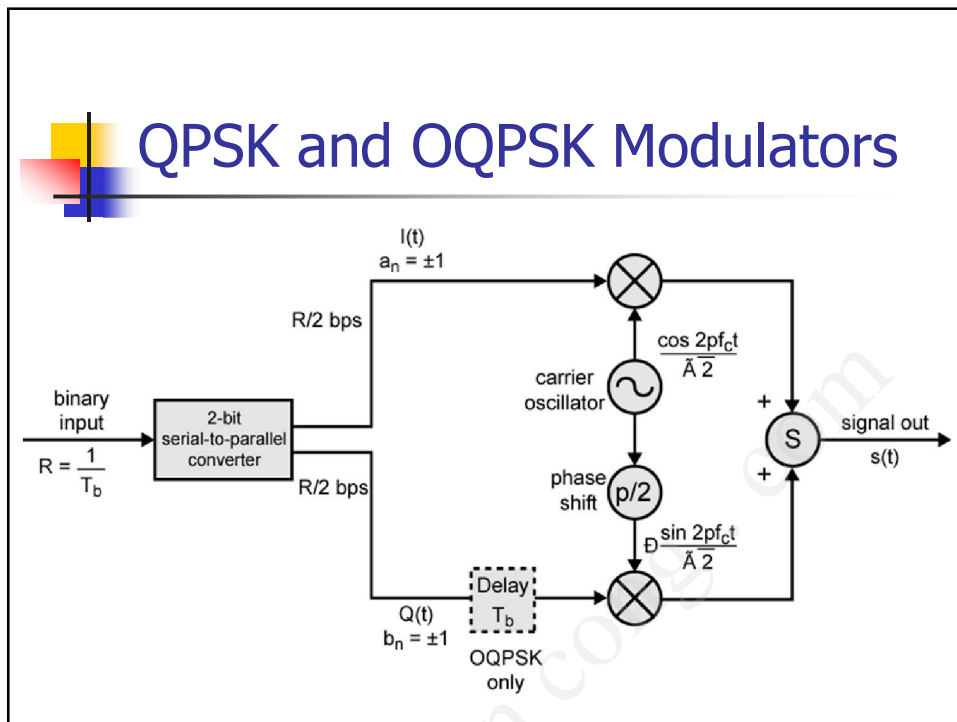 QPSK and OQPSK Modulators
I(t)
aₙ = ±1
R/2 bps
cos 2pf꜀t
Ã 2
carrier
oscillator
binary
input
R = 1
T_b
2-bit
serial-to-parallel
converter
+
S
+
signal out
s(t)
R/2 bps
phase
shift
p/2
Ð sin 2pf꜀t
Ã 2
Delay
T_b
Q(t)
bₙ = ±1
OQPSK
only